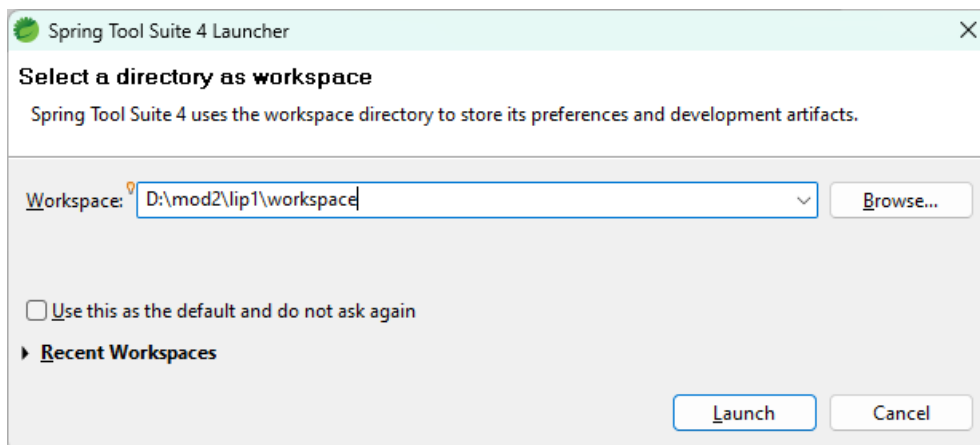 Spring Tool Suite 4 Launcher
Select a directory as workspace
Spring Tool Suite 4 uses the workspace directory to store its preferences and development artifacts.
Workspace: D:\mod2\lip1\workspace Browse...
Use this as the default and do not ask again
Recent Workspaces
Launch Cancel